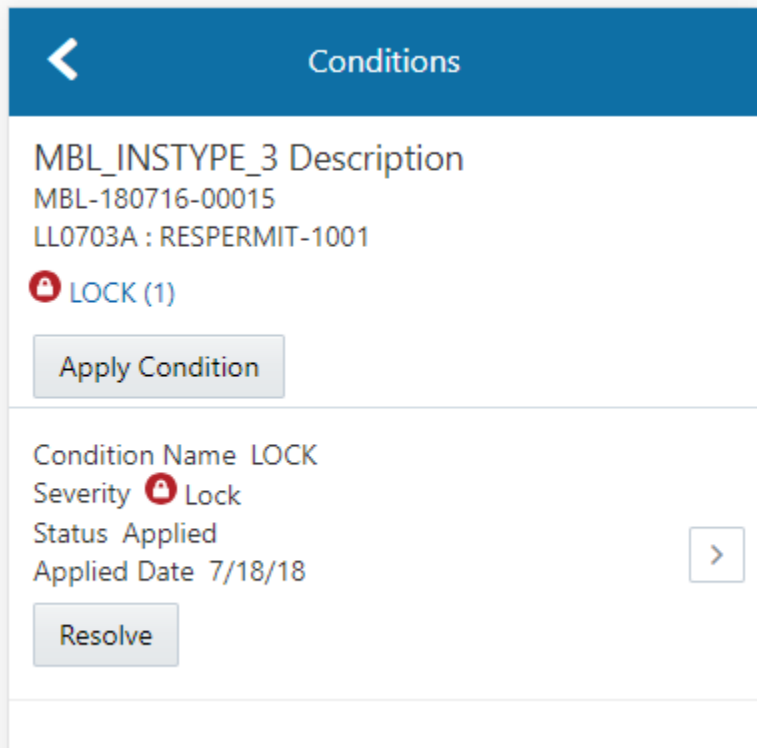 Conditions
MBL_INSTYPE_3 Description
MBL-180716-00015
LL0703A : RESPERMIT-1001
LOCK (1)
Apply Condition
Condition Name LOCK
Severity Lock
Status Applied
Applied Date 7/18/18
Resolve